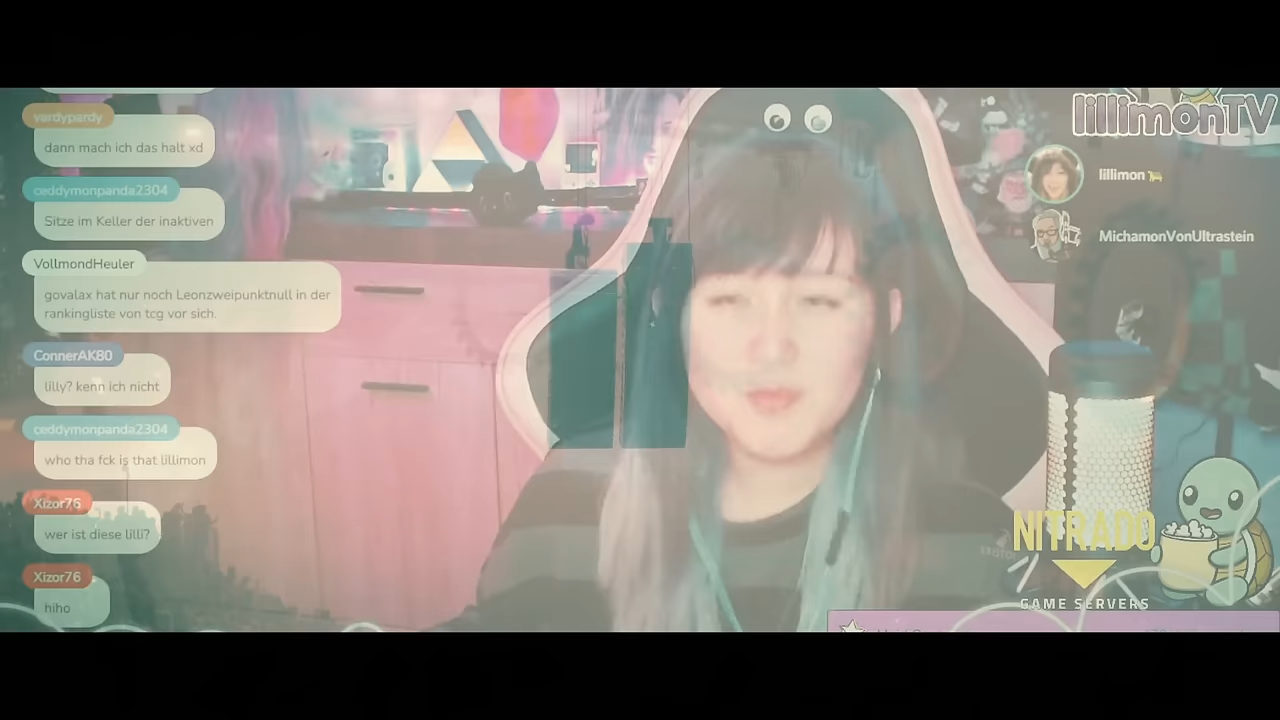 vardypardy
dann mach ich das halt xd
ceddymonpanda2304
Sitze im Keller der inaktiven
VollmondHeuler
govalax hat nur noch Leonzweipunktnull in der
rankingliste von tcg vor sich.
ConnerAK80
lilly? kenn ich nicht
ceddymonpanda2304
who tha fck is that lillimon
Xizor76
wer ist diese lilli?
Xizor76
hiho
lillimonTV
lillimon
MichamonVonUltrastein
NITRADO
GAME SERVERS